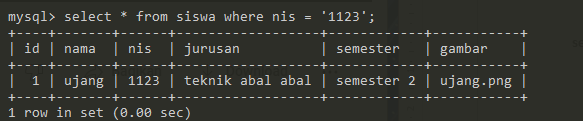 mysql> select * from siswa where nis = '1123';
+----+-------+------+-------------------+------------+-----------+
| id | nama | nis | jurusan | semester | gambar |
+----+-------+------+-------------------+------------+-----------+
| 1 | ujang | 1123 | teknik abal abal | semester 2 | ujang.png |
+----+-------+------+-------------------+------------+-----------+
1 row in set (0.00 sec)